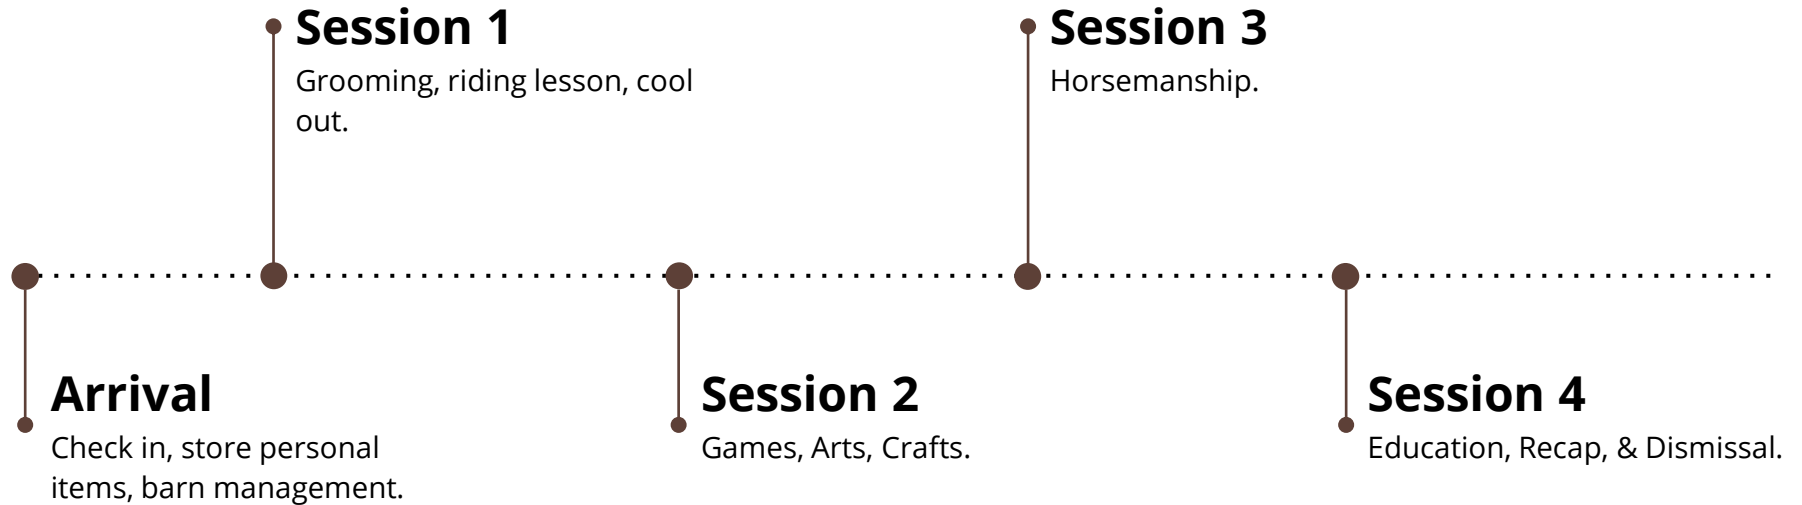 Session 1
Grooming, riding lesson, cool
out.
Session 3
Horsemanship.
Arrival
Check in, store personal
items, barn management.
Session 2
Games, Arts, Crafts.
Session 4
Education, Recap, & Dismissal.